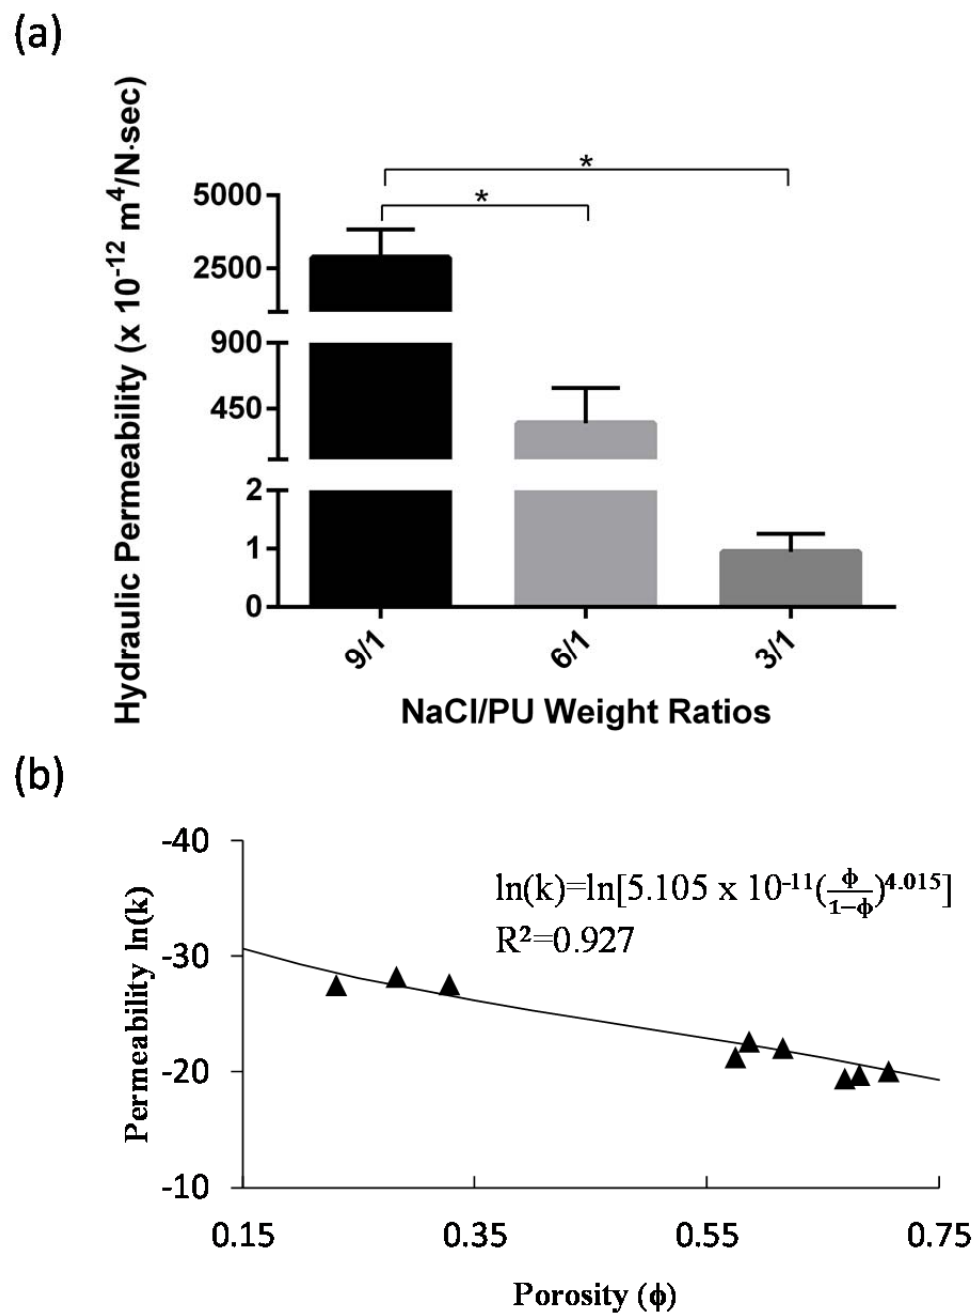 (a)
Hydraulic Permeability (x 10⁻¹² m⁴/N·sec)
*
*
5000
2500
900
450
2
1
0
9/1
6/1
3/1
NaCl/PU Weight Ratios
(b)
Permeability ln(k)
-40
-30
-20
-10
ln(k)=ln[5.105 x 10⁻¹¹(ϕ/1−ϕ)⁴·⁰¹⁵]
R²=0.927
0.15
0.35
0.55
0.75
Porosity (ϕ)